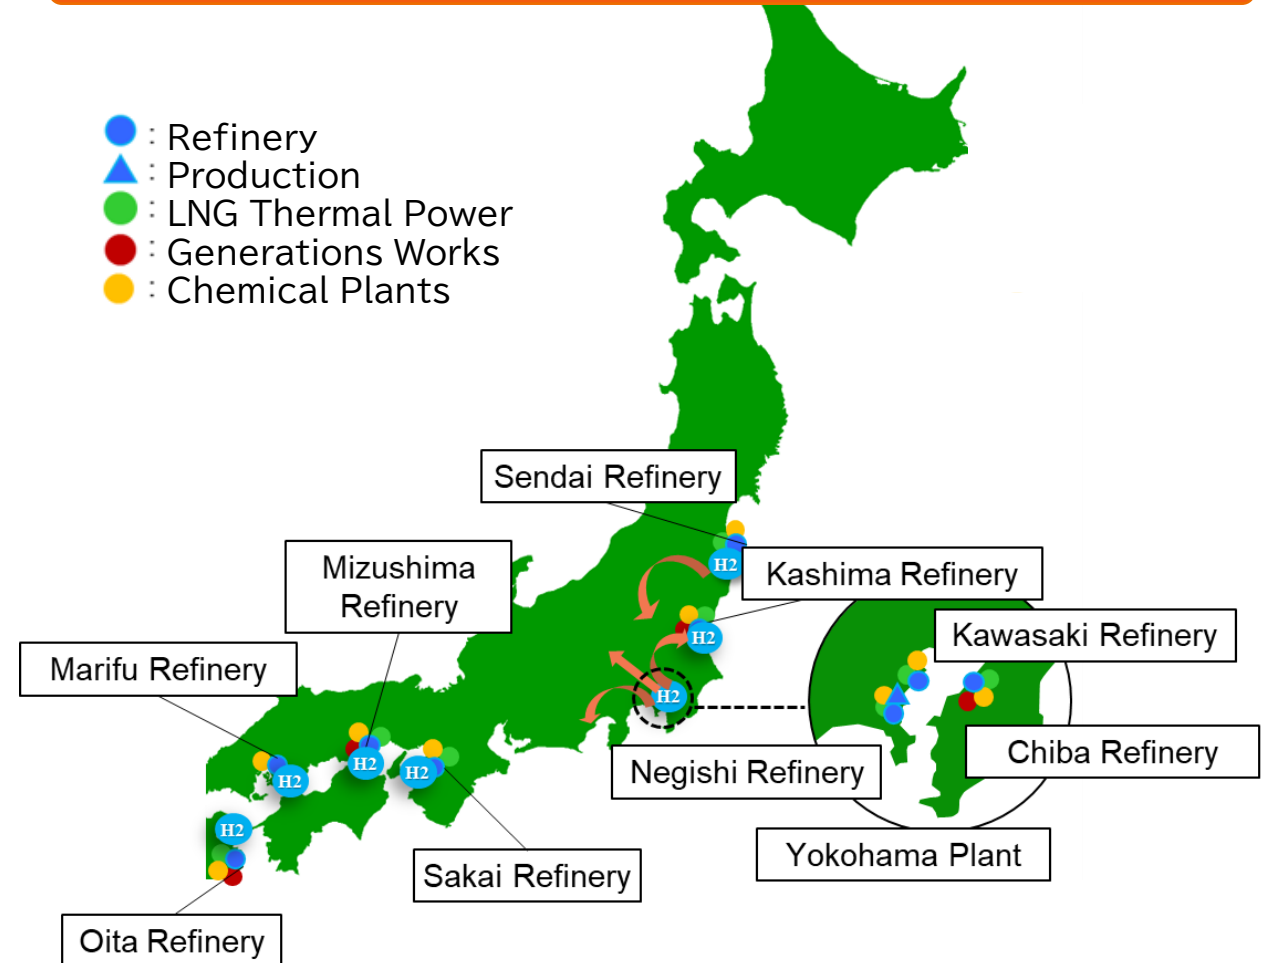 : Refinery
: Production
: LNG Thermal Power
: Generations Works
: Chemical Plants
Sendai Refinery
H2
Kashima Refinery
Mizushima
Refinery
H2
Kawasaki Refinery
Marifu Refinery
H2
Chiba Refinery
Negishi Refinery
H2
H2
H2
H2
Yokohama Plant
Sakai Refinery
Oita Refinery